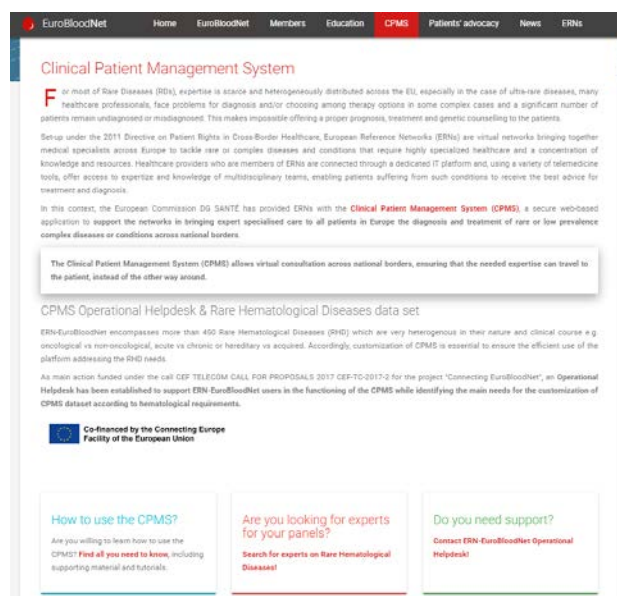 EuroBloodNet
Home EuroBloodNet Members Education CPMS Patients' advocacy News ERNs
Clinical Patient Management System
For most of Rare Diseases (RDs), expertise is scarce and heterogeneously distributed across the EU, especially in the case of ultra-rare diseases, many
healthcare professionals, face problems for diagnosis and/or choosing among therapy options in some complex cases and a significant number of
patients remain undiagnosed or misdiagnosed. This makes impossible offering a proper prognosis, treatment and genetic counselling to the patients.
Set-up under the 2011 Directive on Patient Rights in Cross-Border Healthcare, European Reference Networks (ERNs) are virtual networks bringing together
medical specialists across Europe to tackle rare or complex diseases and conditions that require highly specialized healthcare and a concentration of
knowledge and resources. Healthcare providers who are members of ERNs are connected through a dedicated IT platform and, using a variety of telemedicine
tools, offer access to expertize and knowledge of multidisciplinary teams, enabling patients suffering from such conditions to receive the best advice for
treatment and diagnosis.
In this context, the European Commission DG SANTE has provided ERNs with the Clinical Patient Management System (CPMS), a secure web-based
application to support the networks in bringing expert specialised care to all patients in Europe the diagnosis and treatment of rare or low prevalence
complex diseases or conditions across national borders.
The Clinical Patient Management System (CPMS) allows virtual consultation across national borders, ensuring that the needed expertise can travel to
the patient, instead of the other way around.
CPMS Operational Helpdesk & Rare Hematological Diseases data set
ERN-EuroBloodNet encompasses more than 450 Rare Hematological Diseases (RHD) which are very heterogenous in their nature and clinical course e.g.
oncological vs non-oncological, acute vs chronic or hereditary vs acquired. Accordingly, customization of CPMS is essential to ensure the efficient use of the
platform addressing the RHD needs.
As main action funded under the call CEF TELECOM CALL FOR PROPOSALS 2017 CEF-TC-2017-2 for the project "Connecting EuroBloodNet", an Operational
Helpdesk has been established to support ERN-EuroBloodNet users in the functioning of the CPMS while identifying the main needs for the customization of
CPMS dataset according to hematological requirements.
Co-financed by the Connecting Europe
Facility of the European Union
How to use the CPMS?
Are you willing to learn how to use the
CPMS? Find all you need to know, including
supporting material and tutorials.
Are you looking for experts
for your panels?
Search for experts on Rare Hematological
Diseases!
Do you need support?
Contact ERN-EuroBloodNet Operational
Helpdesk!